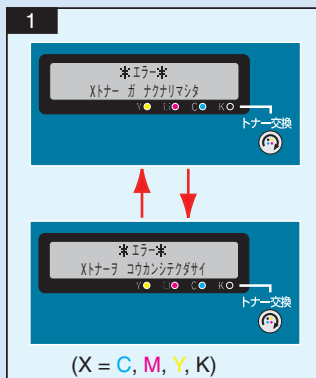 1
*エラー*
Xトナー ガ ナクナリマシタ
Y M C K
トナー交換
*エラー*
Xトナーヲ コウカンシテクダサイ
Y M C K
トナー交換
(X = C, M, Y, K)